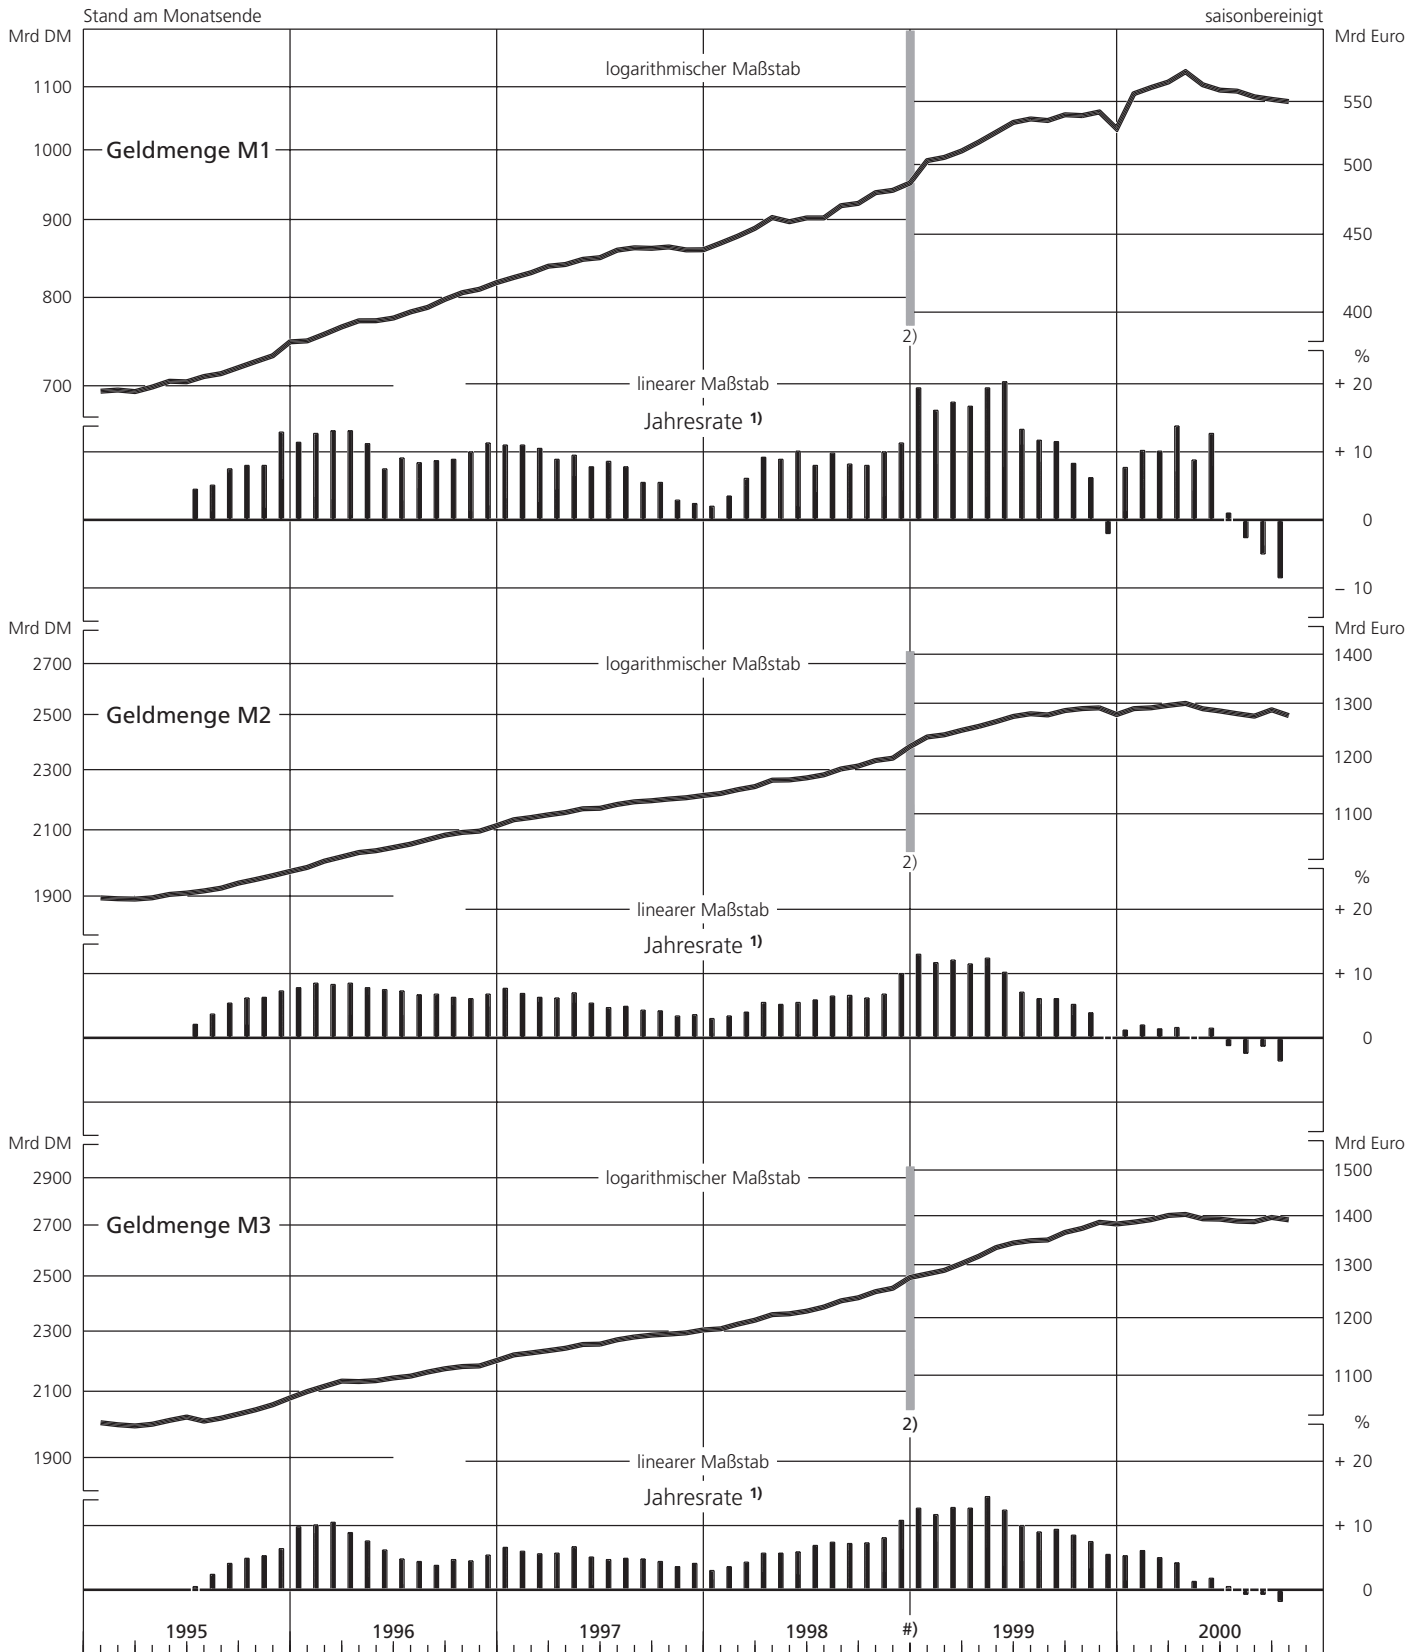 Stand am Monatsende saisonbereinigt
Mrd DM Mrd Euro
logarithmischer Maßstab
1100
550
Geldmenge M1
1000
500
900
450
800
400
2)
%
700
linearer Maßstab
+ 20
Jahresrate 1)
+ 10
0
– 10
Mrd DM Mrd Euro
2700
logarithmischer Maßstab
1400
2500
Geldmenge M2
1300
2300
1200
2100
1100
2)
%
1900
linearer Maßstab
+ 20
Jahresrate 1)
+ 10
0
Mrd DM Mrd Euro
2900
logarithmischer Maßstab
1500
2700
Geldmenge M3
1400
2500
1300
2300
1200
2100
1100
2)
%
1900
linearer Maßstab
+ 20
Jahresrate 1)
+ 10
0
1995 1996 1997 1998 #) 1999 2000